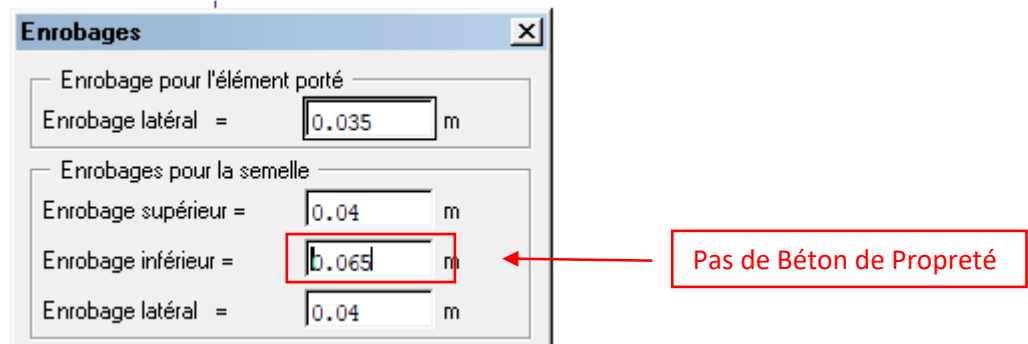 Enrobages
Enrobage pour l'élément porté
Enrobage latéral = 0.035 m
Enrobages pour la semelle
Enrobage supérieur = 0.04 m
Enrobage inférieur = 0.065 m
Pas de Béton de Propreté
Enrobage latéral = 0.04 m